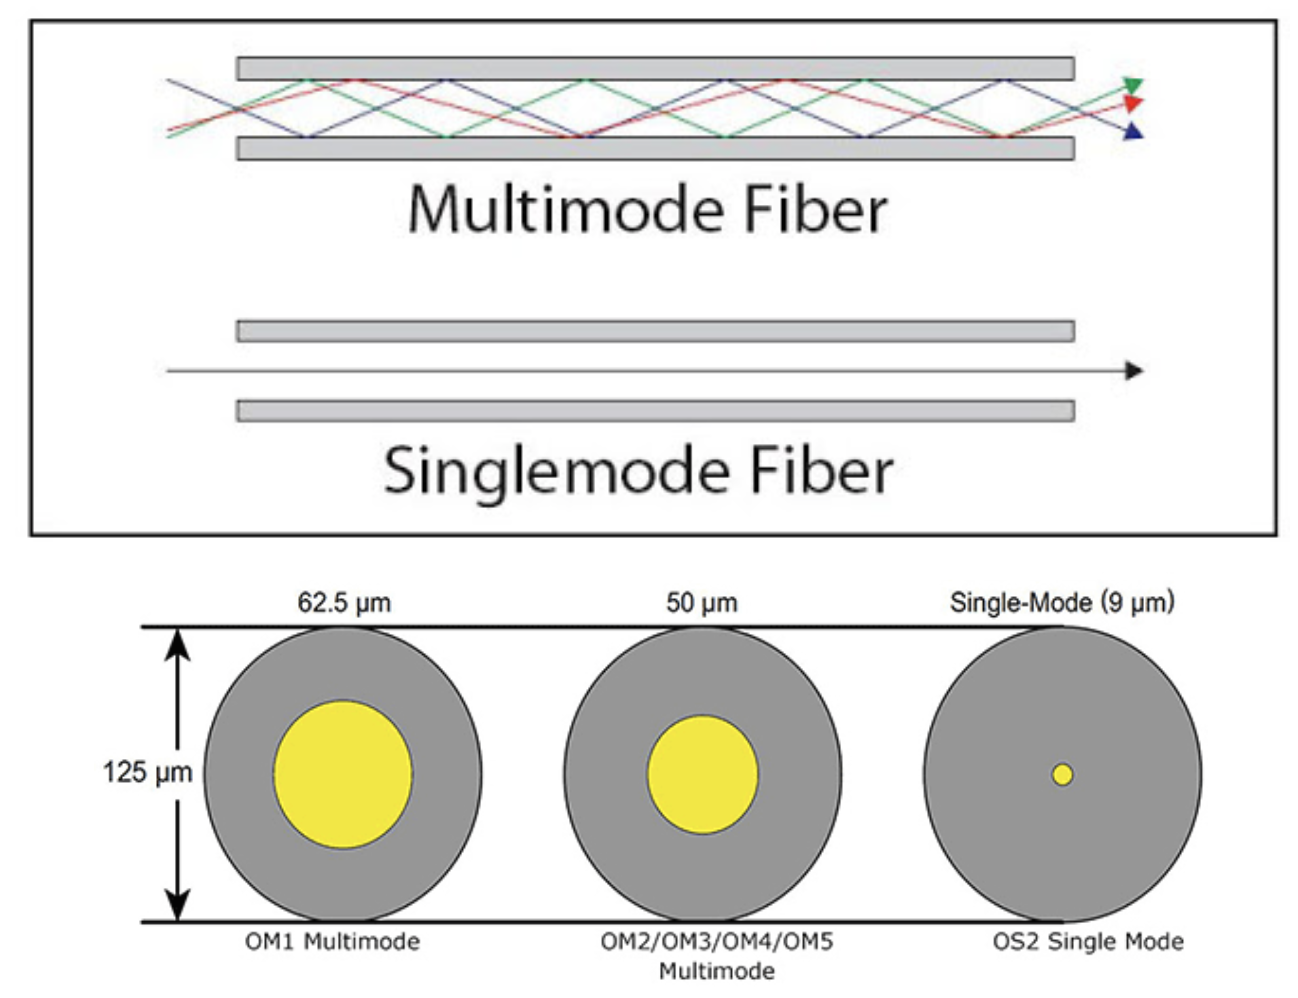 Multimode Fiber
Singlemode Fiber
62.5 µm
50 µm
Single-Mode (9 µm)
125 µm
OM1 Multimode
OM2/OM3/OM4/OM5
Multimode
OS2 Single Mode